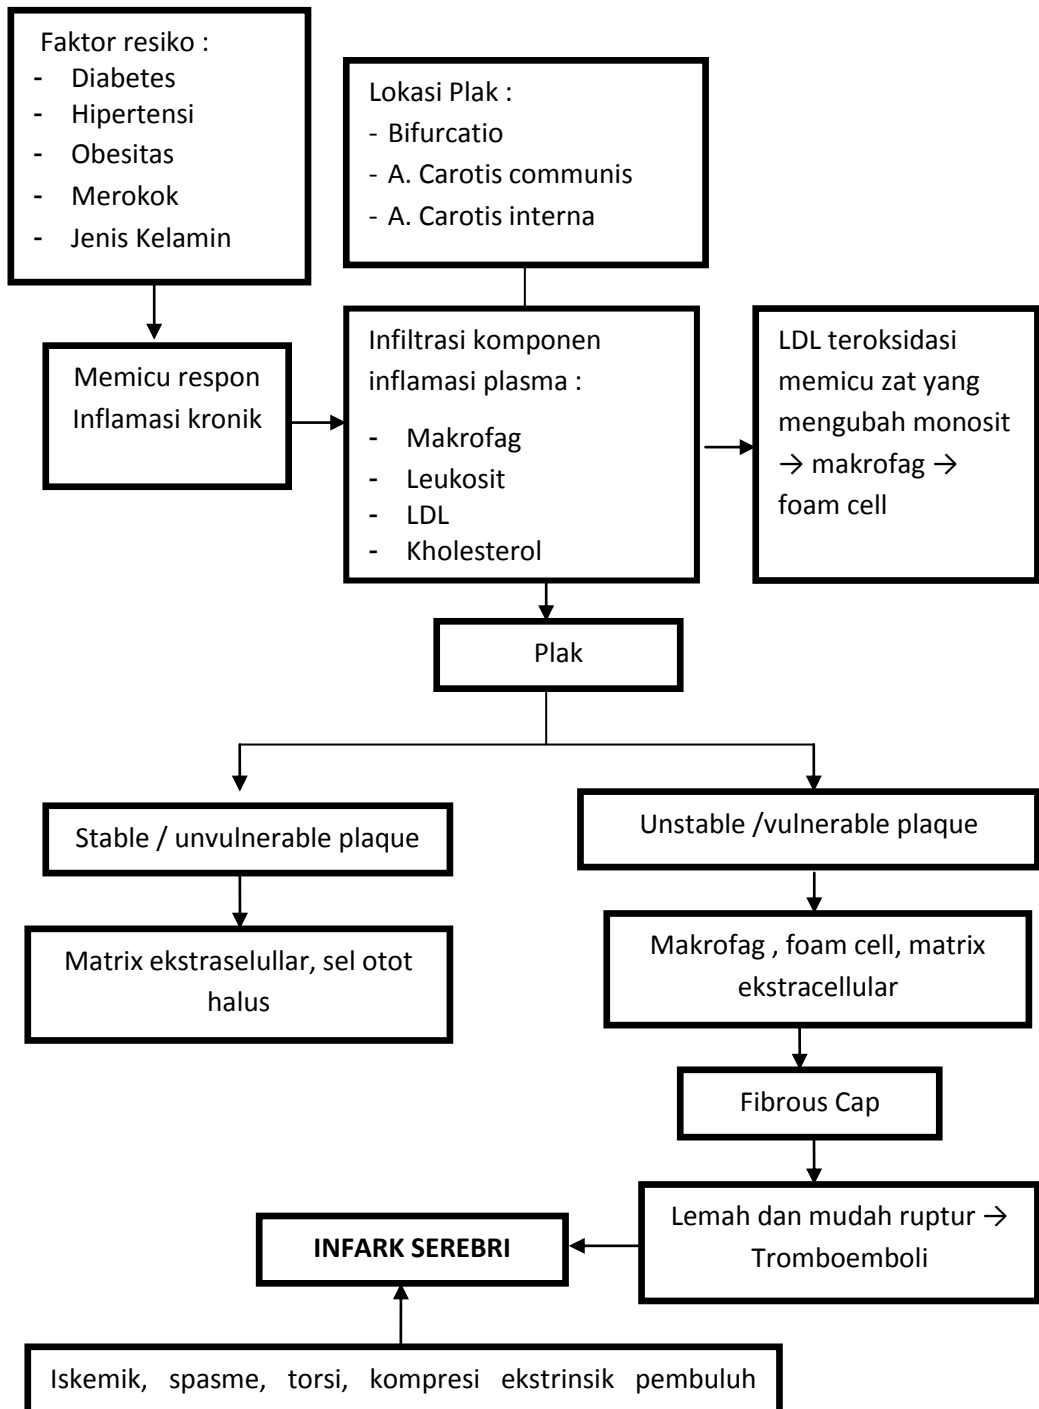 Faktor resiko :
- Diabetes
- Hipertensi
- Obesitas
- Merokok
- Jenis Kelamin
Lokasi Plak :
- Bifurcatio
- A. Carotis communis
- A. Carotis interna
Memicu respon
Inflamasi kronik
Infiltrasi komponen
inflamasi plasma :
- Makrofag
- Leukosit
- LDL
- Kholesterol
LDL teroksidasi
memicu zat yang
mengubah monosit
→ makrofag →
foam cell
Plak
Stable / unvulnerable plaque
Unstable /vulnerable plaque
Matrix ekstraselullar, sel otot
halus
Makrofag , foam cell, matrix
ekstracellular
Fibrous Cap
Lemah dan mudah ruptur →
Tromboemboli
INFARK SEREBRI
Iskemik, spasme, torsi, kompresi ekstrinsik pembuluh